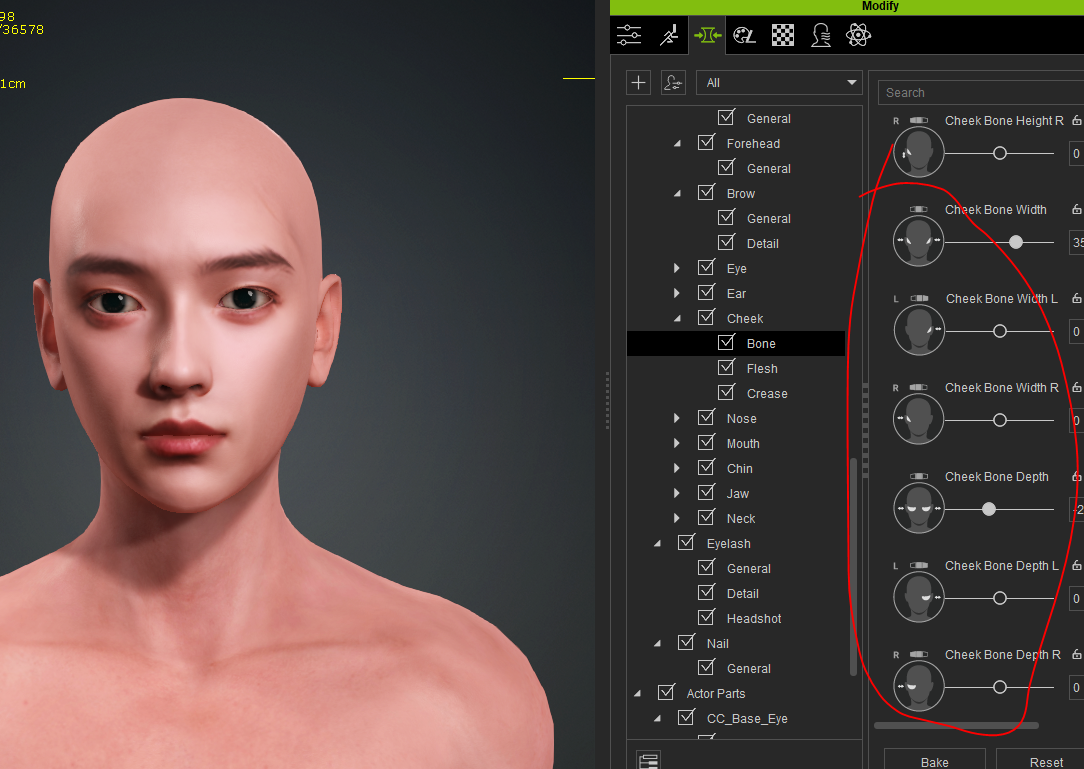 98
/36578
1cm
Modify
All
Search
General
Forehead
General
Brow
General
Detail
Eye
Ear
Cheek
Bone
Flesh
Crease
Nose
Mouth
Chin
Jaw
Neck
Eyelash
General
Detail
Headshot
Nail
General
Actor Parts
CC_Base_Eye
R
Cheek Bone Height R
0
Cheek Bone Width
35
L
Cheek Bone Width L
0
R
Cheek Bone Width R
0
Cheek Bone Depth
-2
L
Cheek Bone Depth L
0
R
Cheek Bone Depth R
0
Bake
Reset